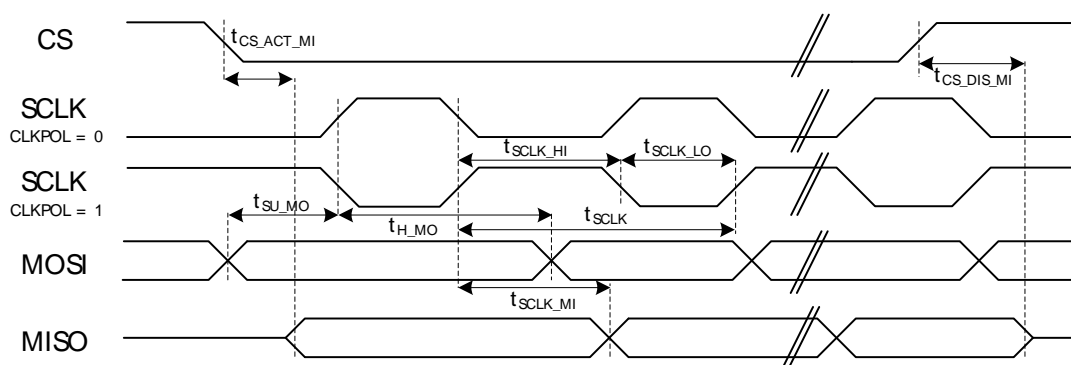 CS
tCS_ACT_MI
tCS_DIS_MI
SCLK
CLKPOL = 0
tSCLK_HI
tSCLK_LO
SCLK
CLKPOL = 1
tSU_MO
tH_MO
tSCLK
MOSI
tSCLK_MI
MISO